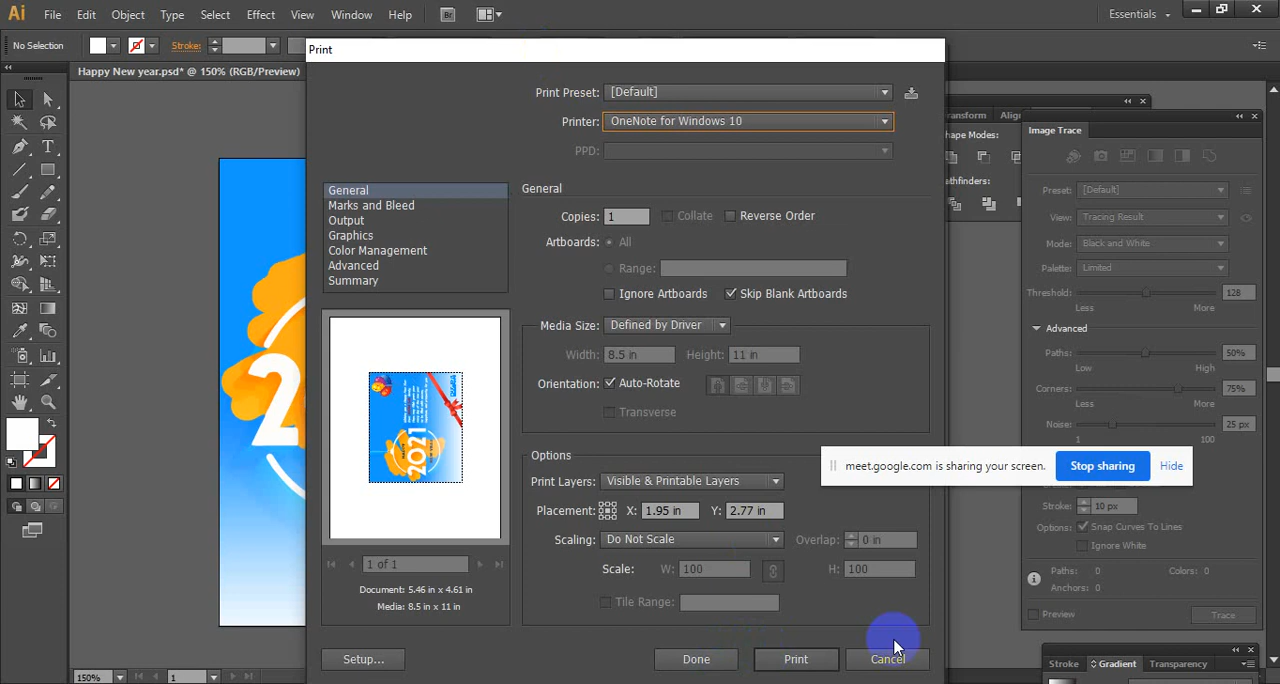 Ai File Edit Object Type Select Effect View Window Help Br Essentials
No Selection Stroke:
Happy New year.psd* @ 150% (RGB/Preview)
Print
Print Preset: [Default]
Printer: OneNote for Windows 10
PPD:
General
Marks and Bleed
Output
Graphics
Color Management
Advanced
Summary
General
Copies: 1 Collate Reverse Order
Artboards: All
Range:
Ignore Artboards Skip Blank Artboards
Media Size: Defined by Driver
Width: 8.5 in Height: 11 in
Orientation: Auto-Rotate
Transverse
Options
Print Layers: Visible & Printable Layers
Placement: X: 1.95 in Y: 2.77 in
Scaling: Do Not Scale Overlap: 0 in
Scale: W: 100 H: 100
Tile Range:
2021
1 of 1
Document: 5.46 in x 4.61 in
Media: 8.5 in x 11 in
Setup... Done Print Cancel
ransform Align
hape Modes:
athfinders:
Image Trace
Preset: [Default]
View: Tracing Result
Mode: Black and White
Palette: Limited
Threshold: 128
Less More
Advanced
Paths: 50%
Low High
Corners: 75%
Less More
Noise: 25 px
1 100
meet.google.com is sharing your screen. Stop sharing Hide
Stroke: 10 px
Options: Snap Curves To Lines
Ignore White
Paths: 0 Colors: 0
Anchors: 0
Preview Trace
Stroke Gradient Transparency
150% 1